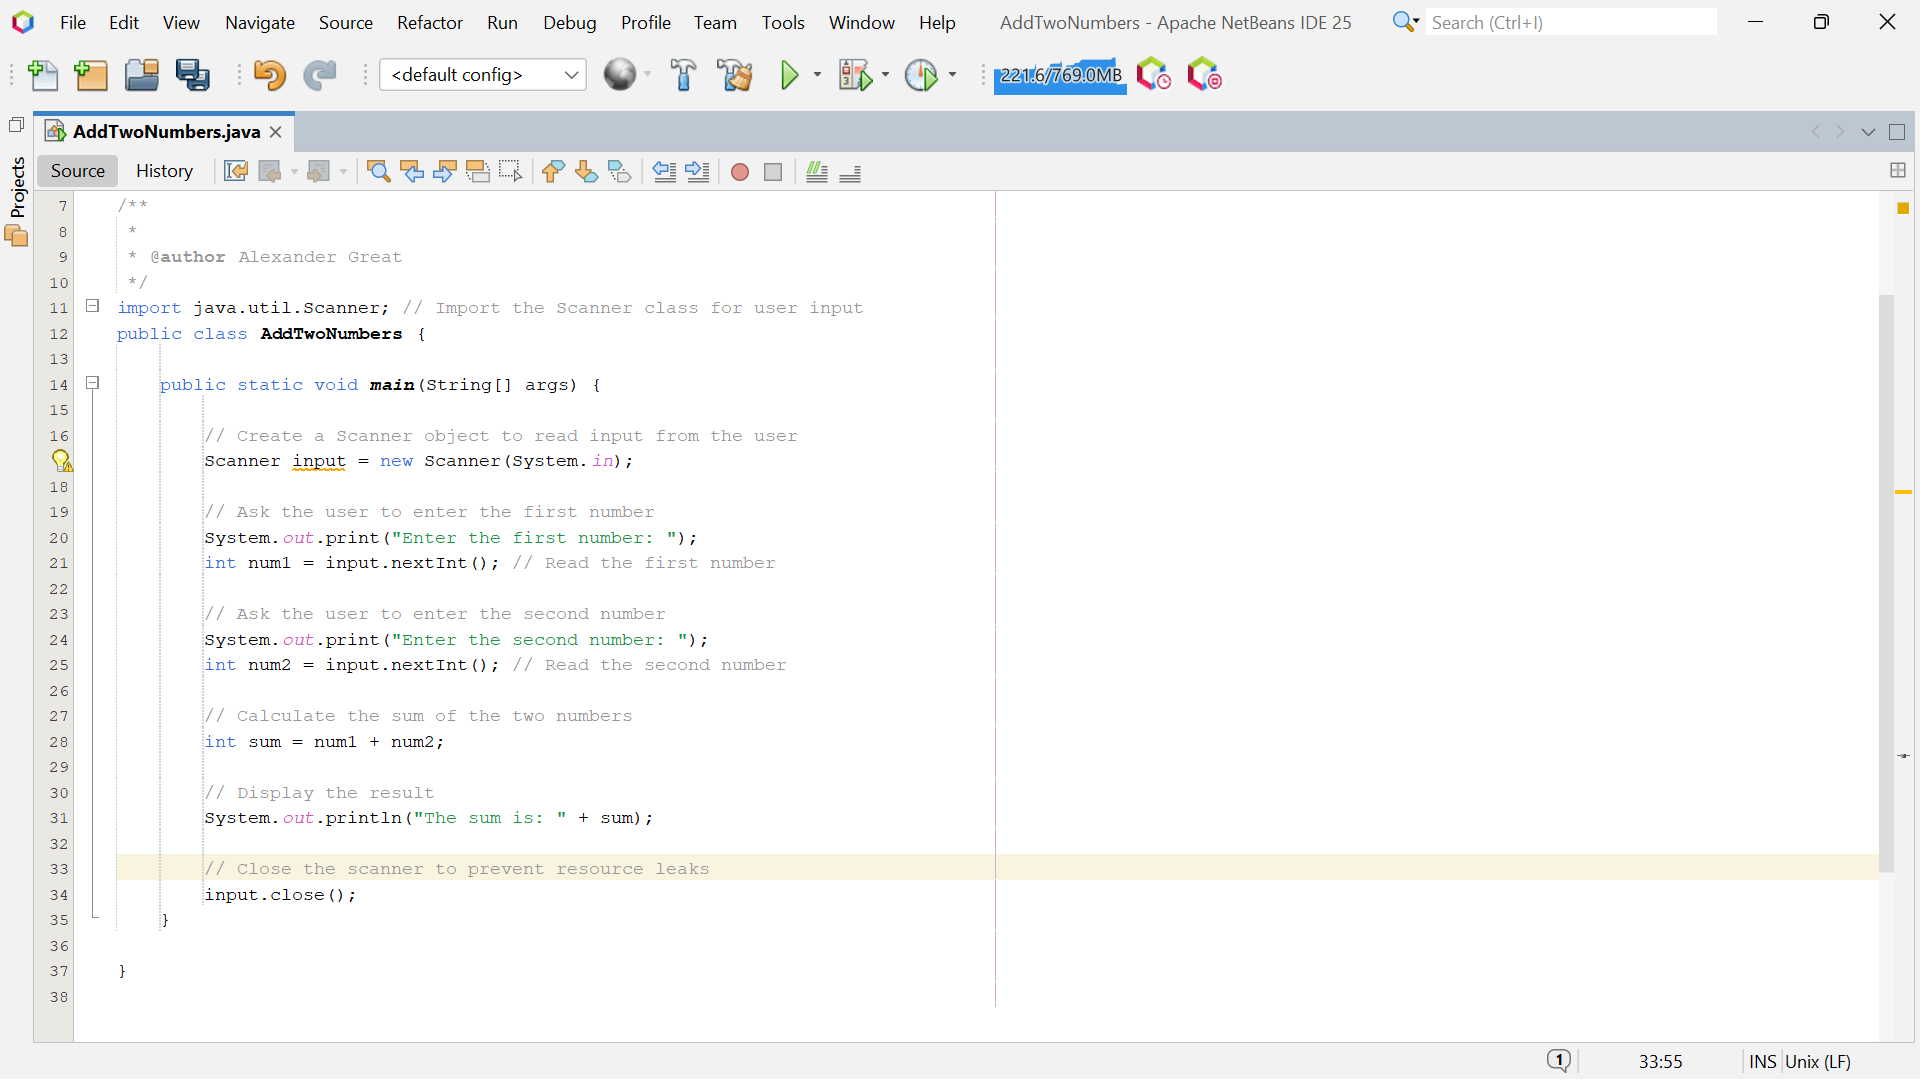 File Edit View Navigate Source Refactor Run Debug Profile Team Tools Window Help AddTwoNumbers - Apache NetBeans IDE 25 Search (Ctrl+I)
<default config> 221.6/769.0MB
AddTwoNumbers.java
Projects
Source History
7 /**
8 *
9 * @author Alexander Great
10 */
11 import java.util.Scanner; // Import the Scanner class for user input
12 public class AddTwoNumbers {
13
14 public static void main(String[] args) {
15
16 // Create a Scanner object to read input from the user
Scanner input = new Scanner(System.in);
18
19 // Ask the user to enter the first number
20 System.out.print("Enter the first number: ");
21 int num1 = input.nextInt(); // Read the first number
22
23 // Ask the user to enter the second number
24 System.out.print("Enter the second number: ");
25 int num2 = input.nextInt(); // Read the second number
26
27 // Calculate the sum of the two numbers
28 int sum = num1 + num2;
29
30 // Display the result
31 System.out.println("The sum is: " + sum);
32
33 // Close the scanner to prevent resource leaks
34 input.close();
35 }
36
37 }
38
1 33:55 INS Unix (LF)